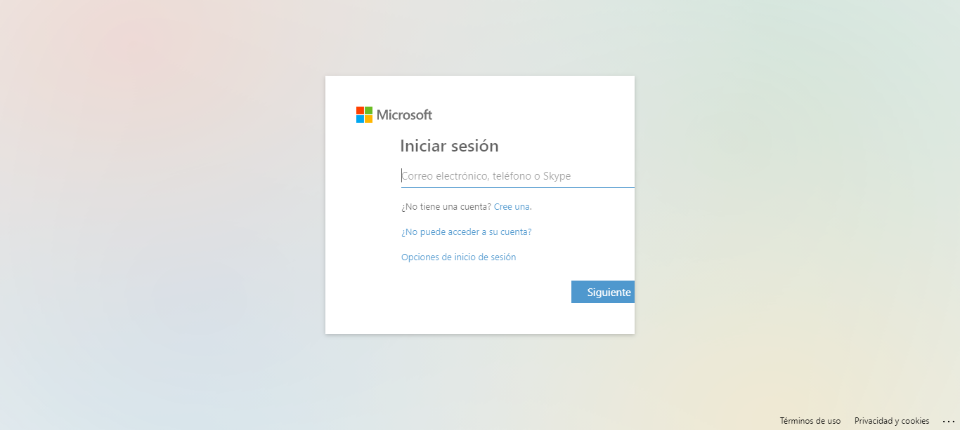 Microsoft
Iniciar sesión
Correo electrónico, teléfono o Skype
¿No tiene una cuenta? Cree una.
¿No puede acceder a su cuenta?
Opciones de inicio de sesión
Siguiente
Términos de uso Privacidad y cookies ...